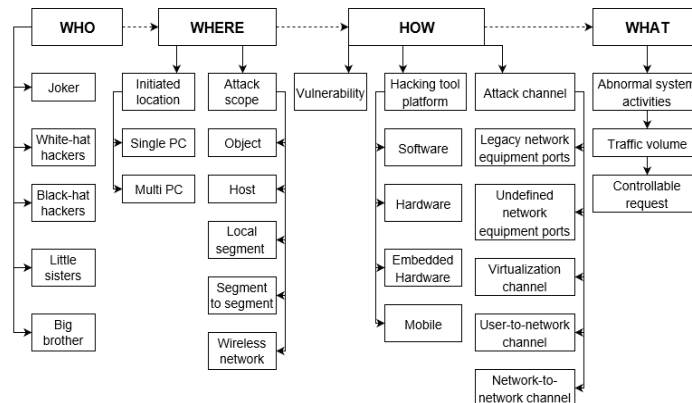 WHO
WHERE
HOW
WHAT
Joker
White-hat
hackers
Black-hat
hackers
Little
sisters
Big
brother
Initiated
location
Single PC
Multi PC
Attack
scope
Object
Host
Local
segment
Segment
to segment
Wireless
network
Vulnerability
Hacking tool
platform
Software
Hardware
Embedded
Hardware
Mobile
Attack channel
Legacy network
equipment ports
Undefined
network
equipment ports
Virtualization
channel
User-to-network
channel
Network-to-
network channel
Abnormal system
activities
Traffic volume
Controllable
request